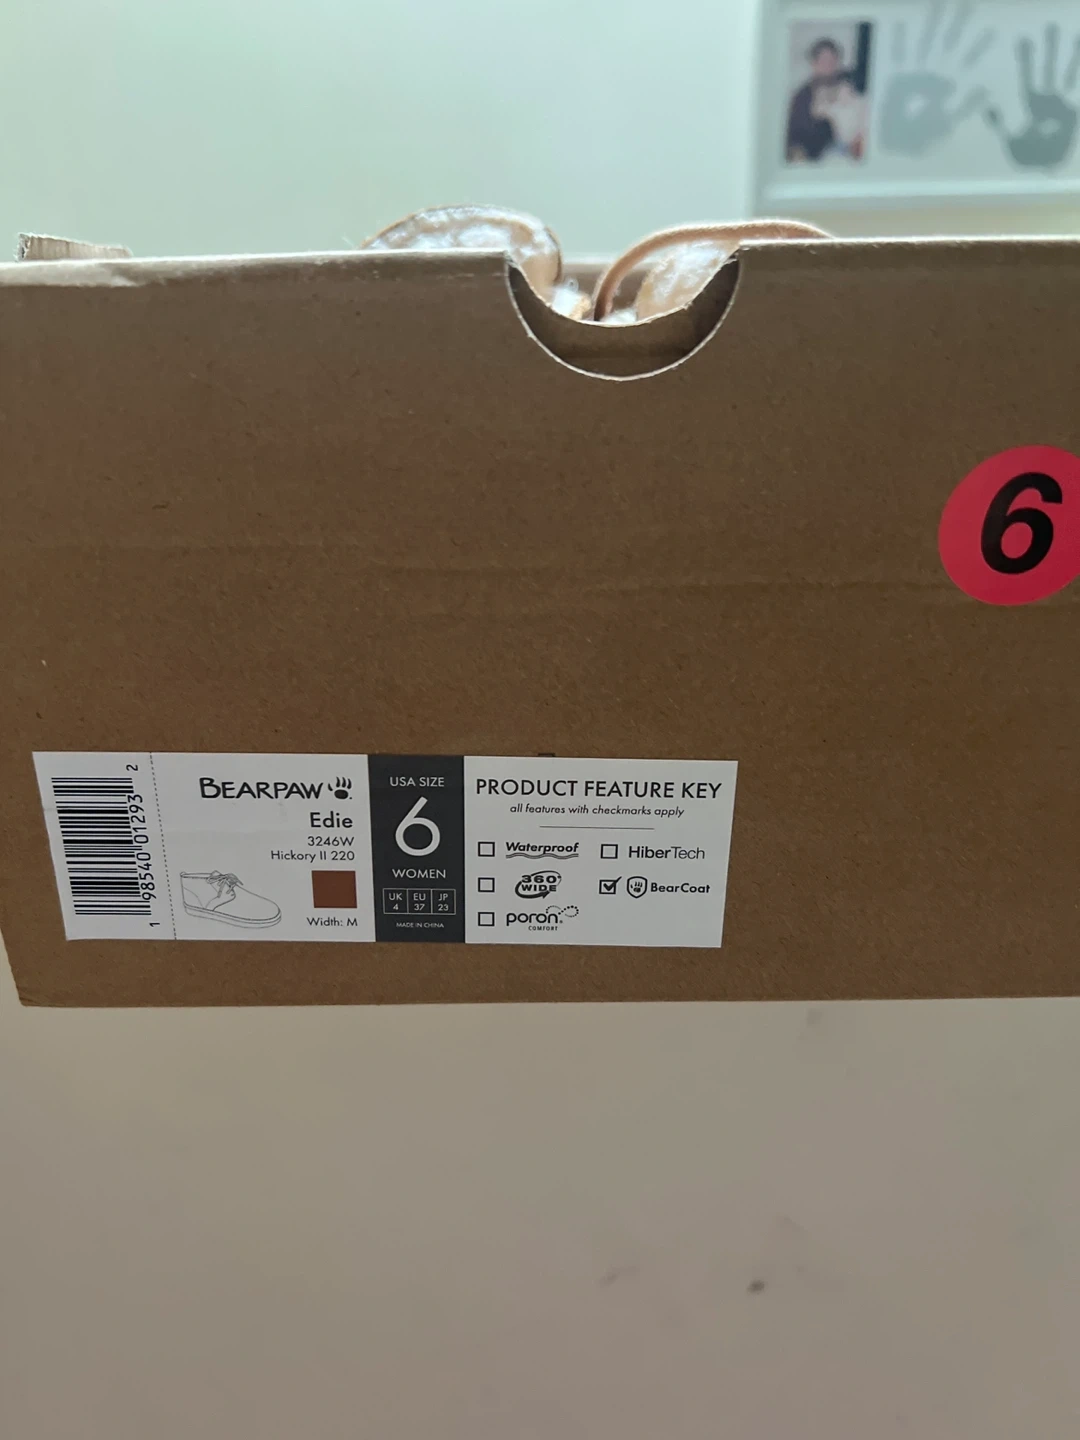 6
1 98540 01293 2
BEARPAW
Edie
3246W
Hickory II 220
Width: M
USA SIZE
6
WOMEN
UK EU JP
4 37 23
MADE IN CHINA
PRODUCT FEATURE KEY
all features with checkmarks apply
Waterproof
HiberTech
360°
WIDE
BearCoat
poron®
COMFORT